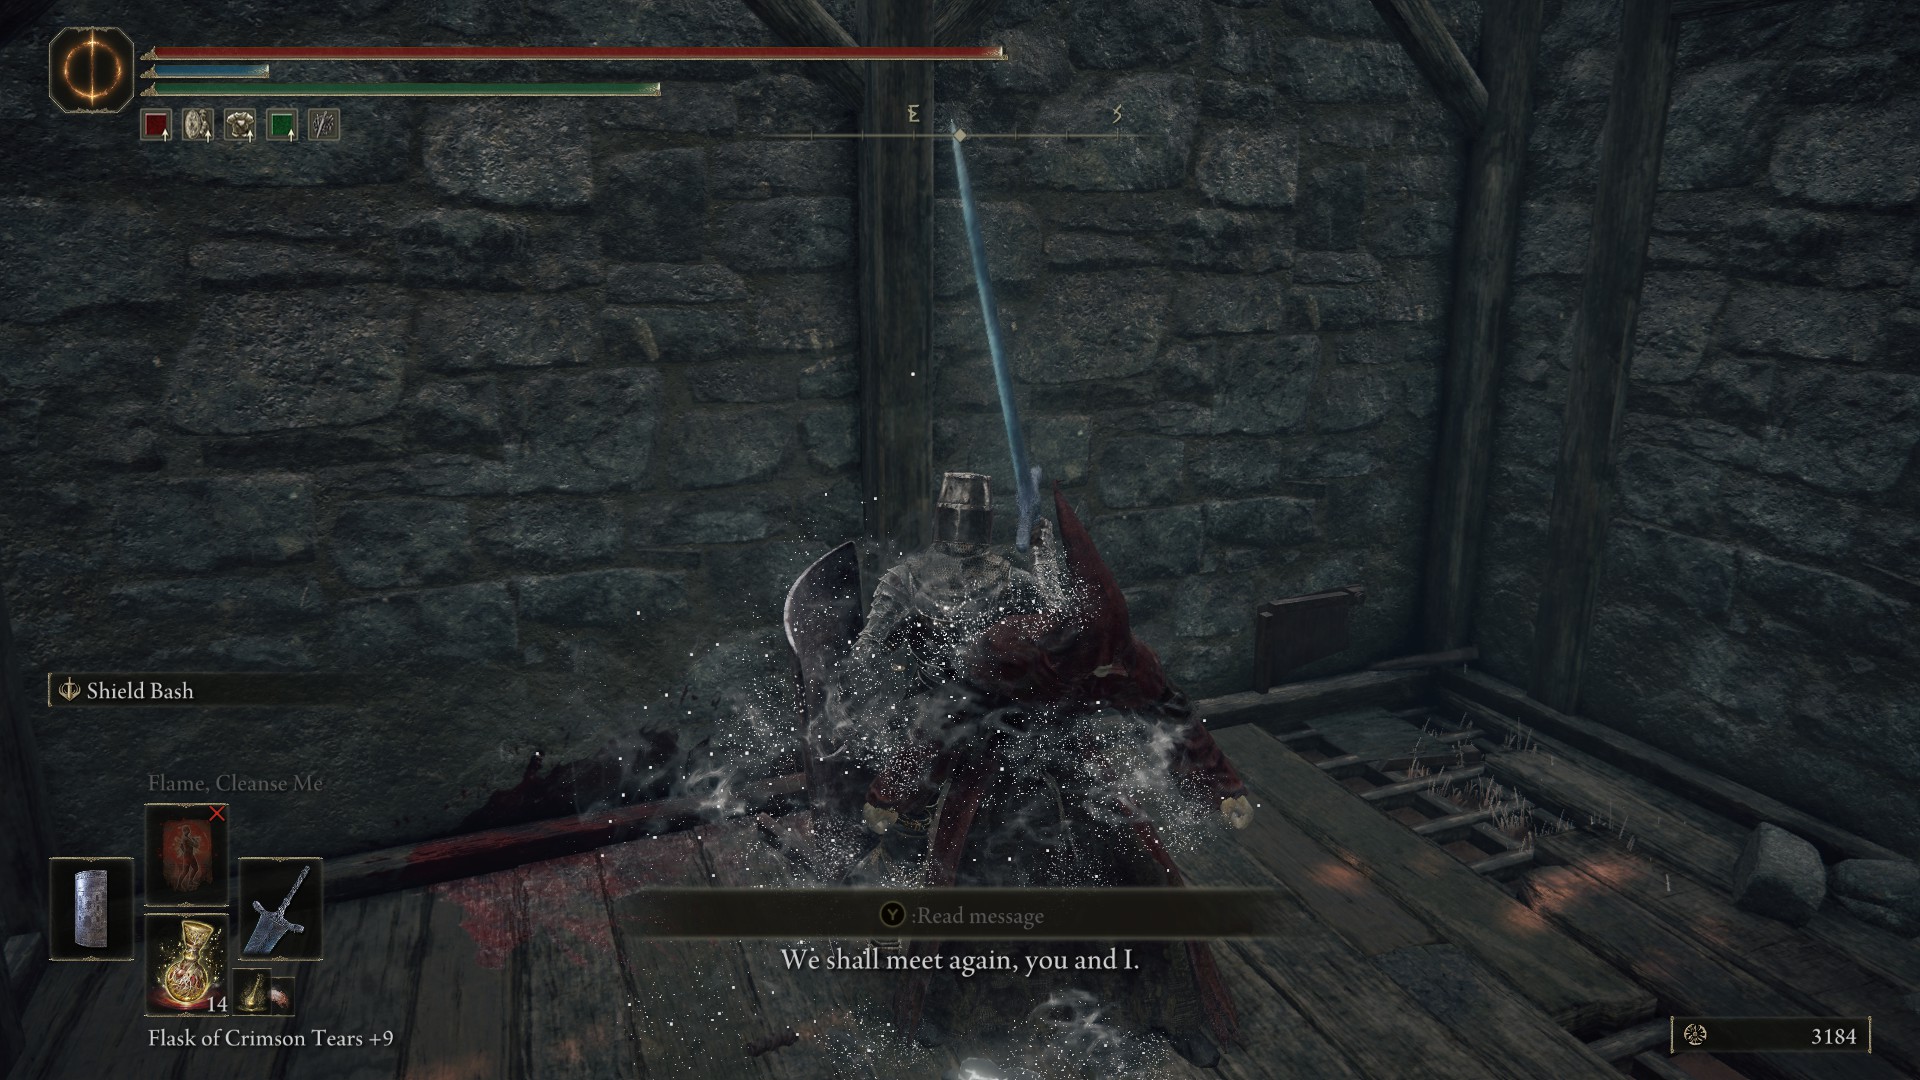 E S
Shield Bash
Flame, Cleanse Me
14
Flask of Crimson Tears +9
Y :Read message
We shall meet again, you and I.
3184